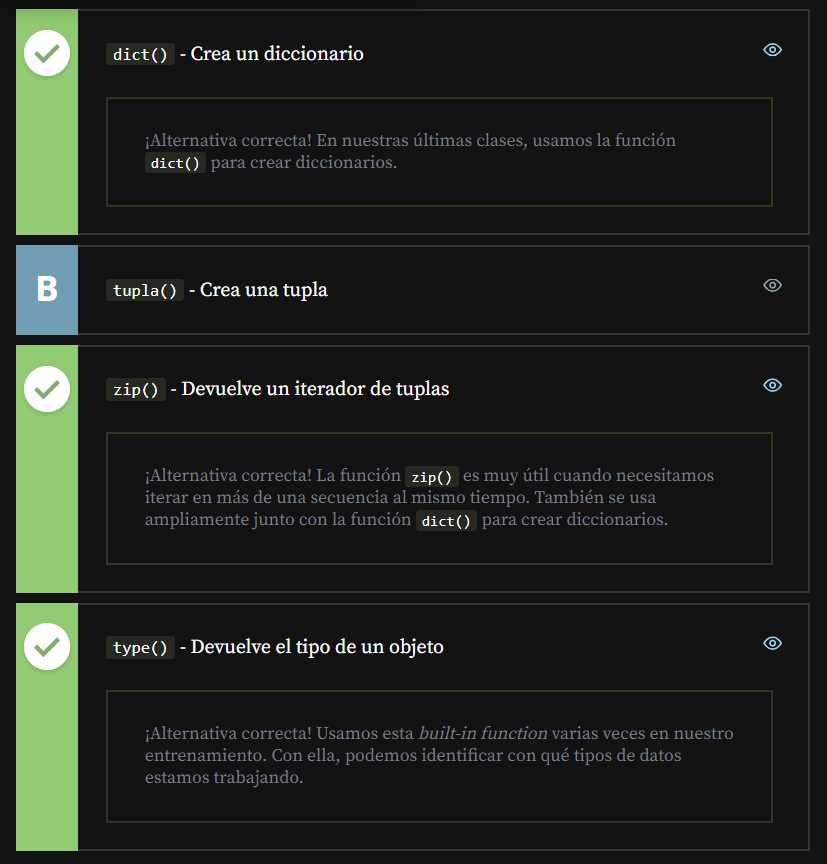 dict() - Crea un diccionario
¡Alternativa correcta! En nuestras últimas clases, usamos la función
dict() para crear diccionarios.
B
tupla() - Crea una tupla
zip() - Devuelve un iterador de tuplas
¡Alternativa correcta! La función zip() es muy útil cuando necesitamos
iterar en más de una secuencia al mismo tiempo. También se usa
ampliamente junto con la función dict() para crear diccionarios.
type() - Devuelve el tipo de un objeto
¡Alternativa correcta! Usamos esta built-in function varias veces en nuestro
entrenamiento. Con ella, podemos identificar con qué tipos de datos
estamos trabajando.